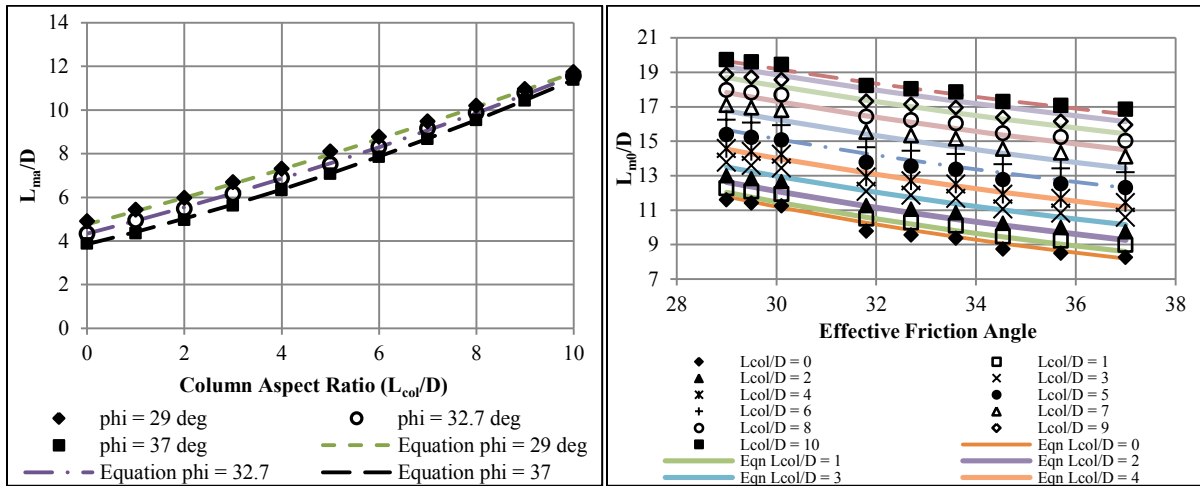 14
12
10
8
6
4
2
0
L_ma/D
0 2 4 6 8 10
Column Aspect Ratio (L_col/D)
phi = 29 deg
phi = 32.7 deg
phi = 37 deg
Equation phi = 29 deg
Equation phi = 32.7
Equation phi = 37
21
19
17
15
13
11
9
7
L_m0/D
28 30 32 34 36 38
Effective Friction Angle
Lcol/D = 0
Lcol/D = 1
Lcol/D = 2
Lcol/D = 3
Lcol/D = 4
Lcol/D = 5
Lcol/D = 6
Lcol/D = 7
Lcol/D = 8
Lcol/D = 9
Lcol/D = 10
Eqn Lcol/D = 0
Eqn Lcol/D = 1
Eqn Lcol/D = 2
Eqn Lcol/D = 3
Eqn Lcol/D = 4